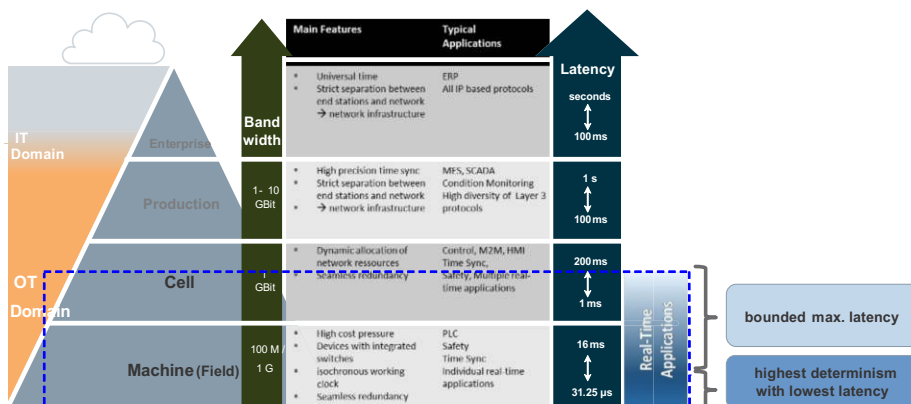 Main Features
Typical
Applications
Latency
Universal time
Strict separation between
end stations and network
→ network infrastructure
ERP
All IP based protocols
seconds
100 ms
Band
width
IT
Domain
Enterprise
High precision time sync
Strict separation between
end stations and network
→ network infrastructure
MES, SCADA
Condition Monitoring
High diversity of Layer 3
protocols
1 s
100 ms
Production
1- 10
GBit
Dynamic allocation of
network ressources
Seamless redundancy
Control, M2M, HMI
Time Sync,
Safety, Multiple real-
time applications
200 ms
1 ms
OT
Domain
Cell
1
GBit
Real-Time
Applications
bounded max. latency
High cost pressure
Devices with integrated
switches
isochronous working
clock
Seamless redundancy
PLC
Safety
Time Sync
Individual real-time
applications
16 ms
31.25 µs
Machine (Field)
100 M /
1 G
highest determinism
with lowest latency